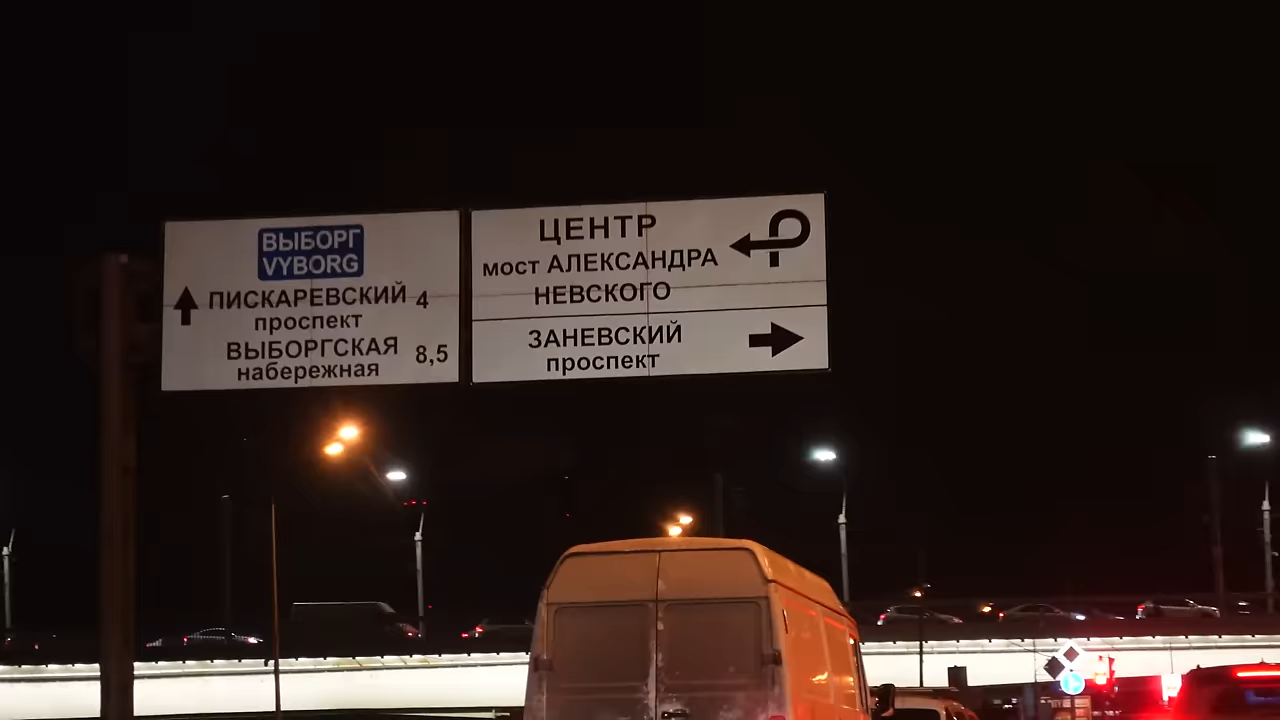 ВЫБОРГ
VYBORG
ПИСКАРЕВСКИЙ 4
проспект
ВЫБОРГСКАЯ 8,5
набережная
ЦЕНТР
мост АЛЕКСАНДРА
НЕВСКОГО
ЗАНЕВСКИЙ
проспект